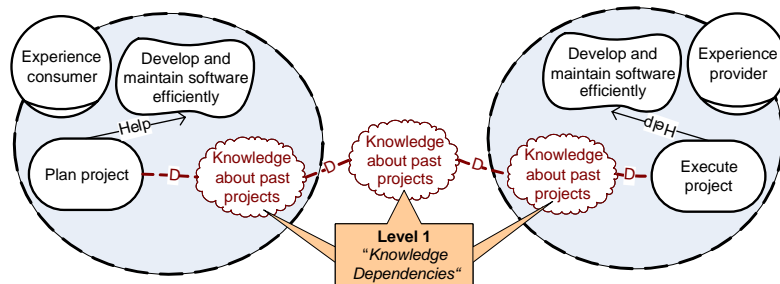 Experience
consumer
Develop and
maintain software
efficiently
Help
Plan project
D
Knowledge
about past
projects
D
Knowledge
about past
projects
D
Knowledge
about past
projects
D
Execute
project
Help
Develop and
maintain software
efficiently
Experience
provider
Level 1
"Knowledge
Dependencies"